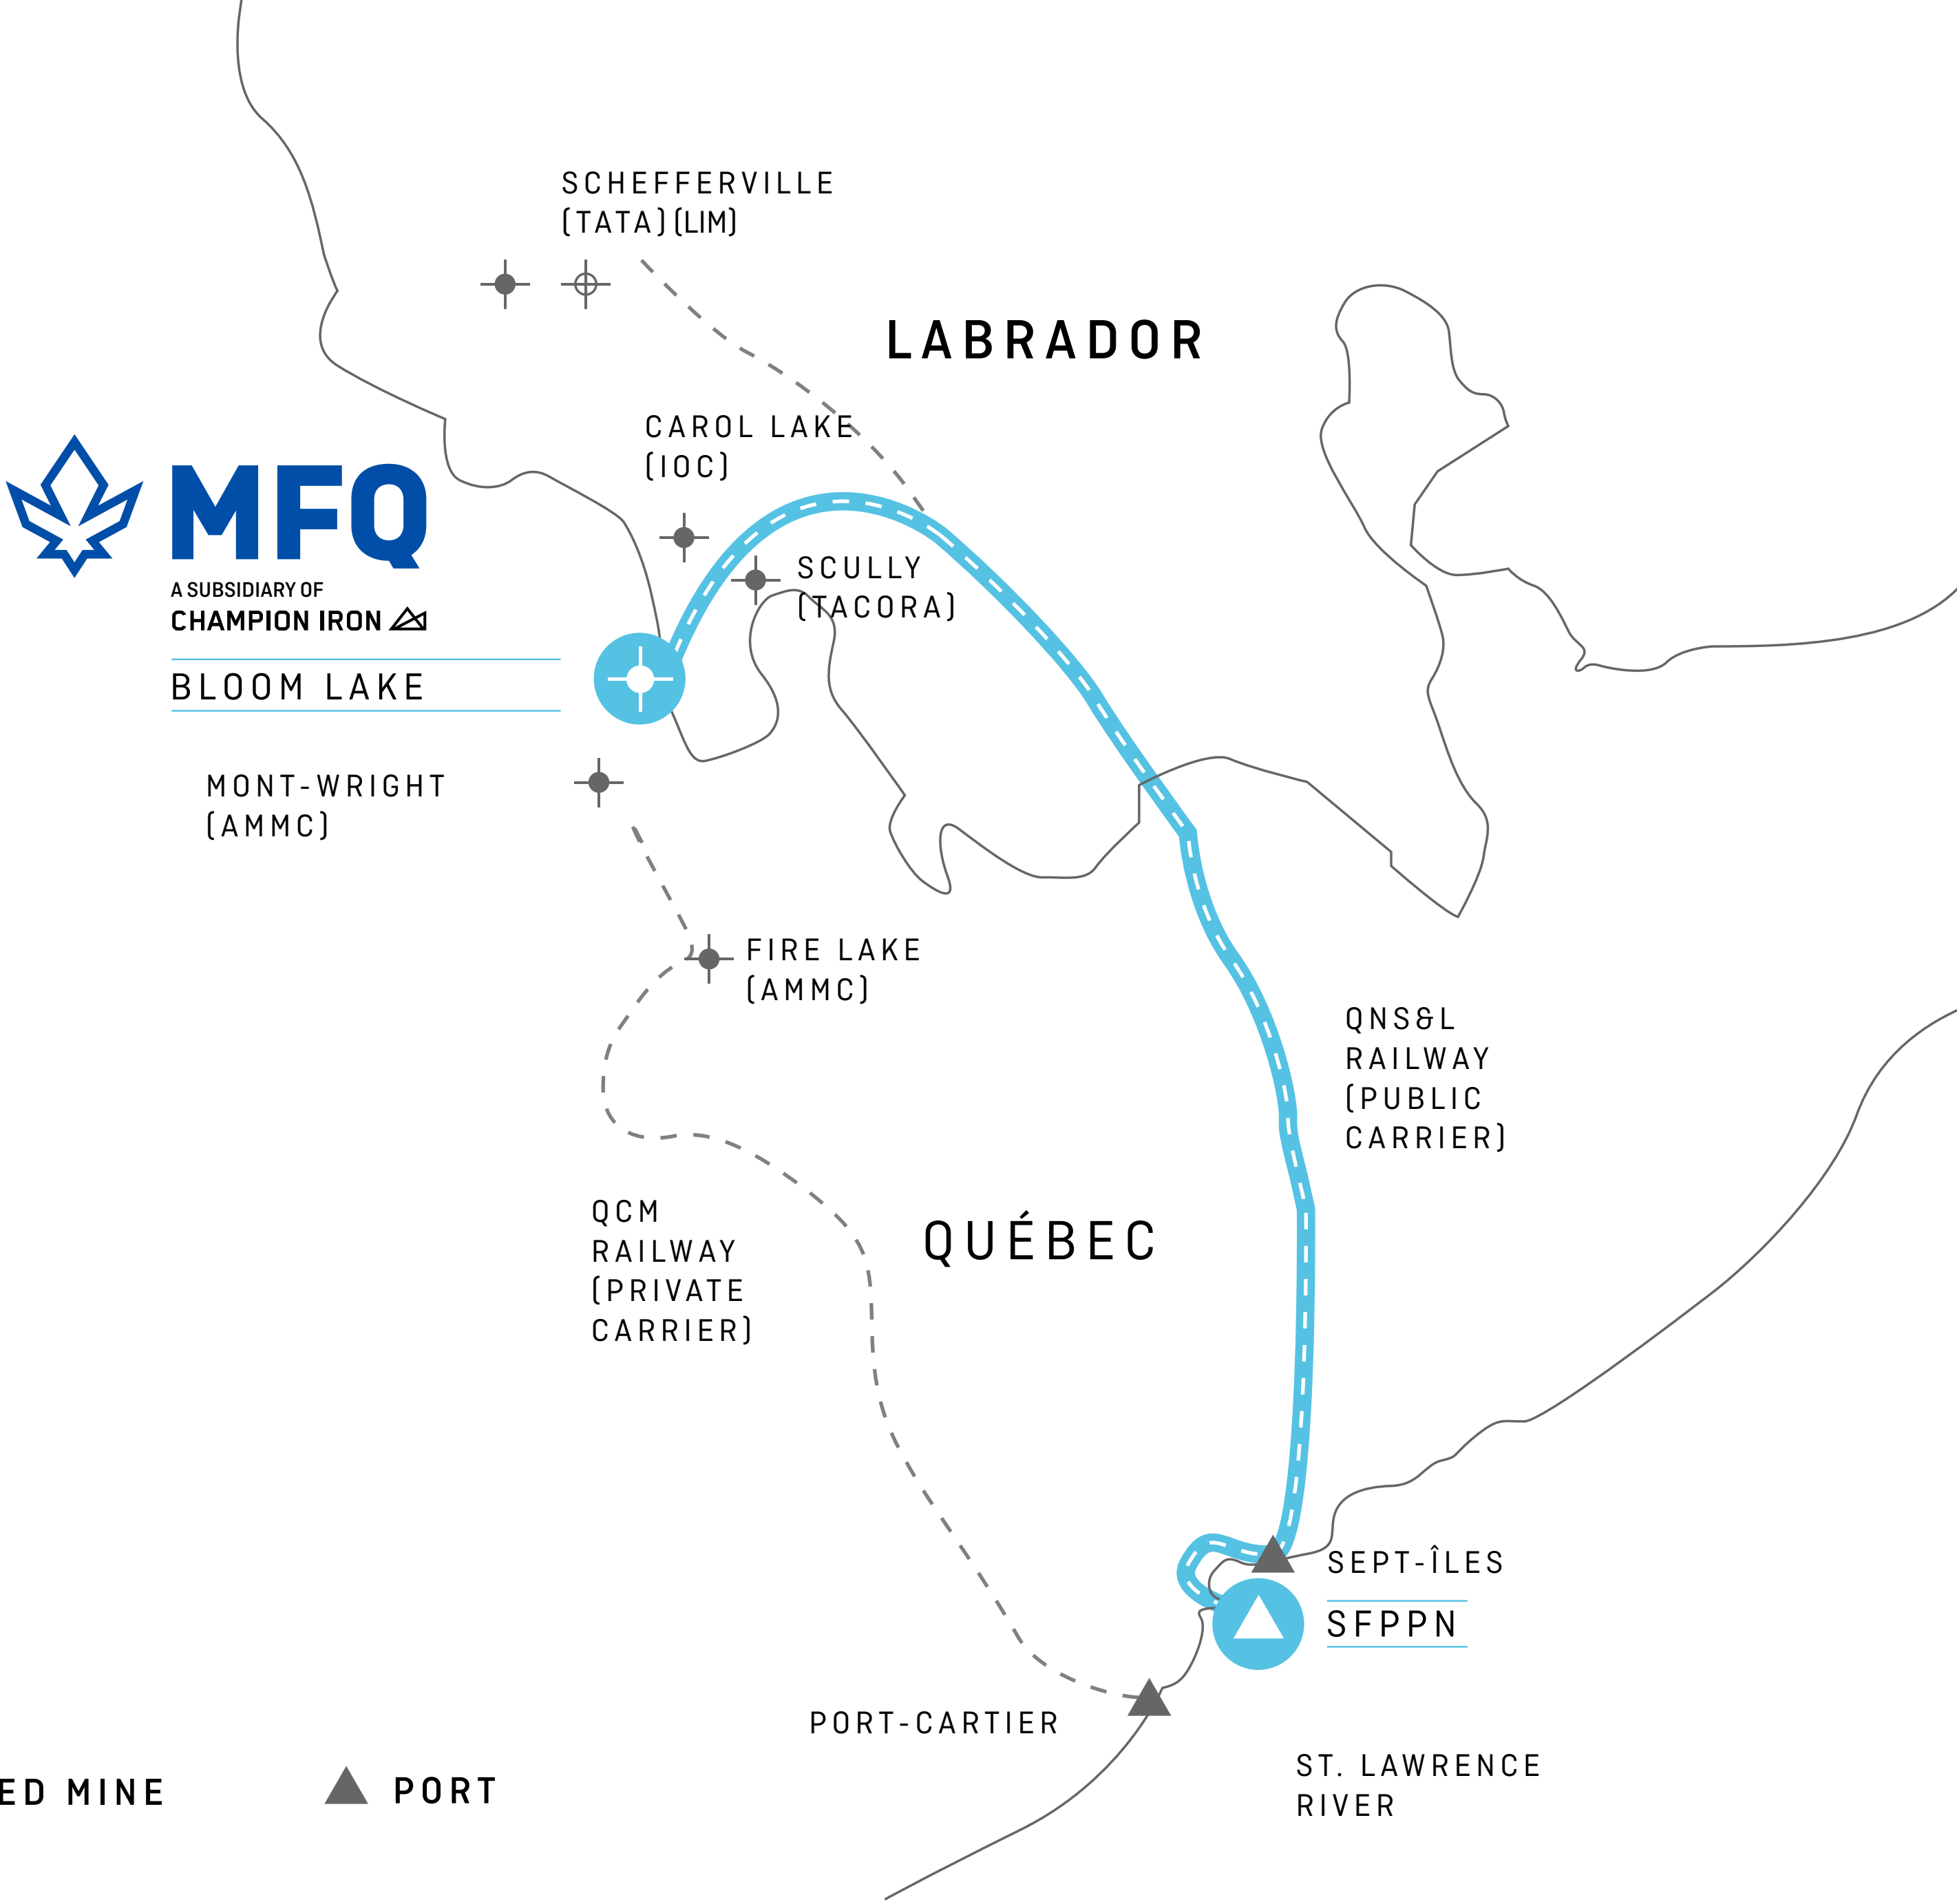 SCHEFFERVILLE
(TATA)(LIM)
LABRADOR
CAROL LAKE
(IOC)
MFQ
A SUBSIDIARY OF
CHAMPION IRON
SCULLY
(TACORA)
BLOOM LAKE
MONT-WRIGHT
(AMMC)
FIRE LAKE
(AMMC)
QNS&L
RAILWAY
(PUBLIC
CARRIER)
QCM
RAILWAY
(PRIVATE
CARRIER)
QUÉBEC
SEPT-ÎLES
SFPPN
PORT-CARTIER
ST. LAWRENCE
RIVER
ED MINE
PORT